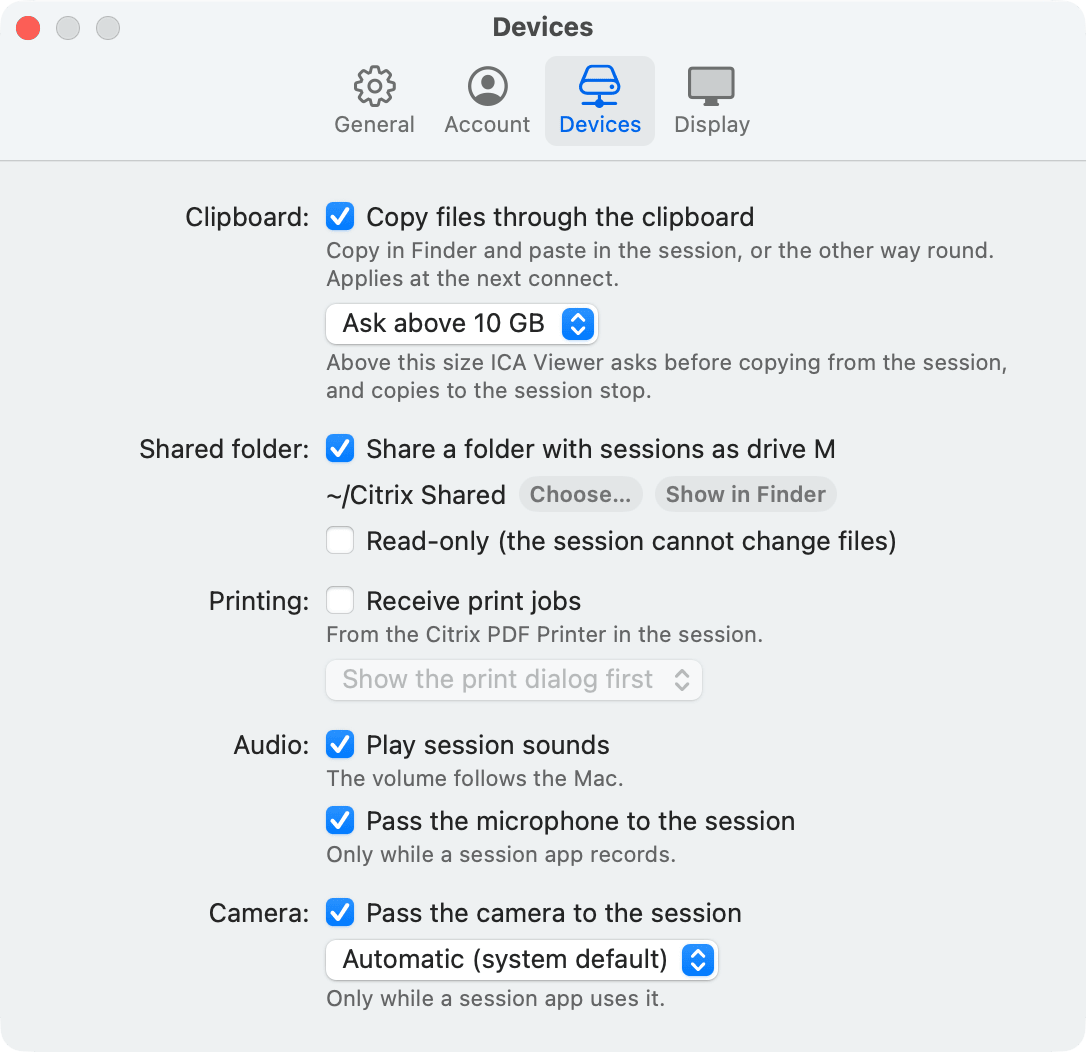 Devices
General
Account
Devices
Display
Clipboard:
Copy files through the clipboard
Copy in Finder and paste in the session, or the other way round.
Applies at the next connect.
Ask above 10 GB
Above this size ICA Viewer asks before copying from the session,
and copies to the session stop.
Shared folder:
Share a folder with sessions as drive M
~/Citrix Shared
Choose...
Show in Finder
Read-only (the session cannot change files)
Printing:
Receive print jobs
From the Citrix PDF Printer in the session.
Show the print dialog first
Audio:
Play session sounds
The volume follows the Mac.
Pass the microphone to the session
Only while a session app records.
Camera:
Pass the camera to the session
Automatic (system default)
Only while a session app uses it.